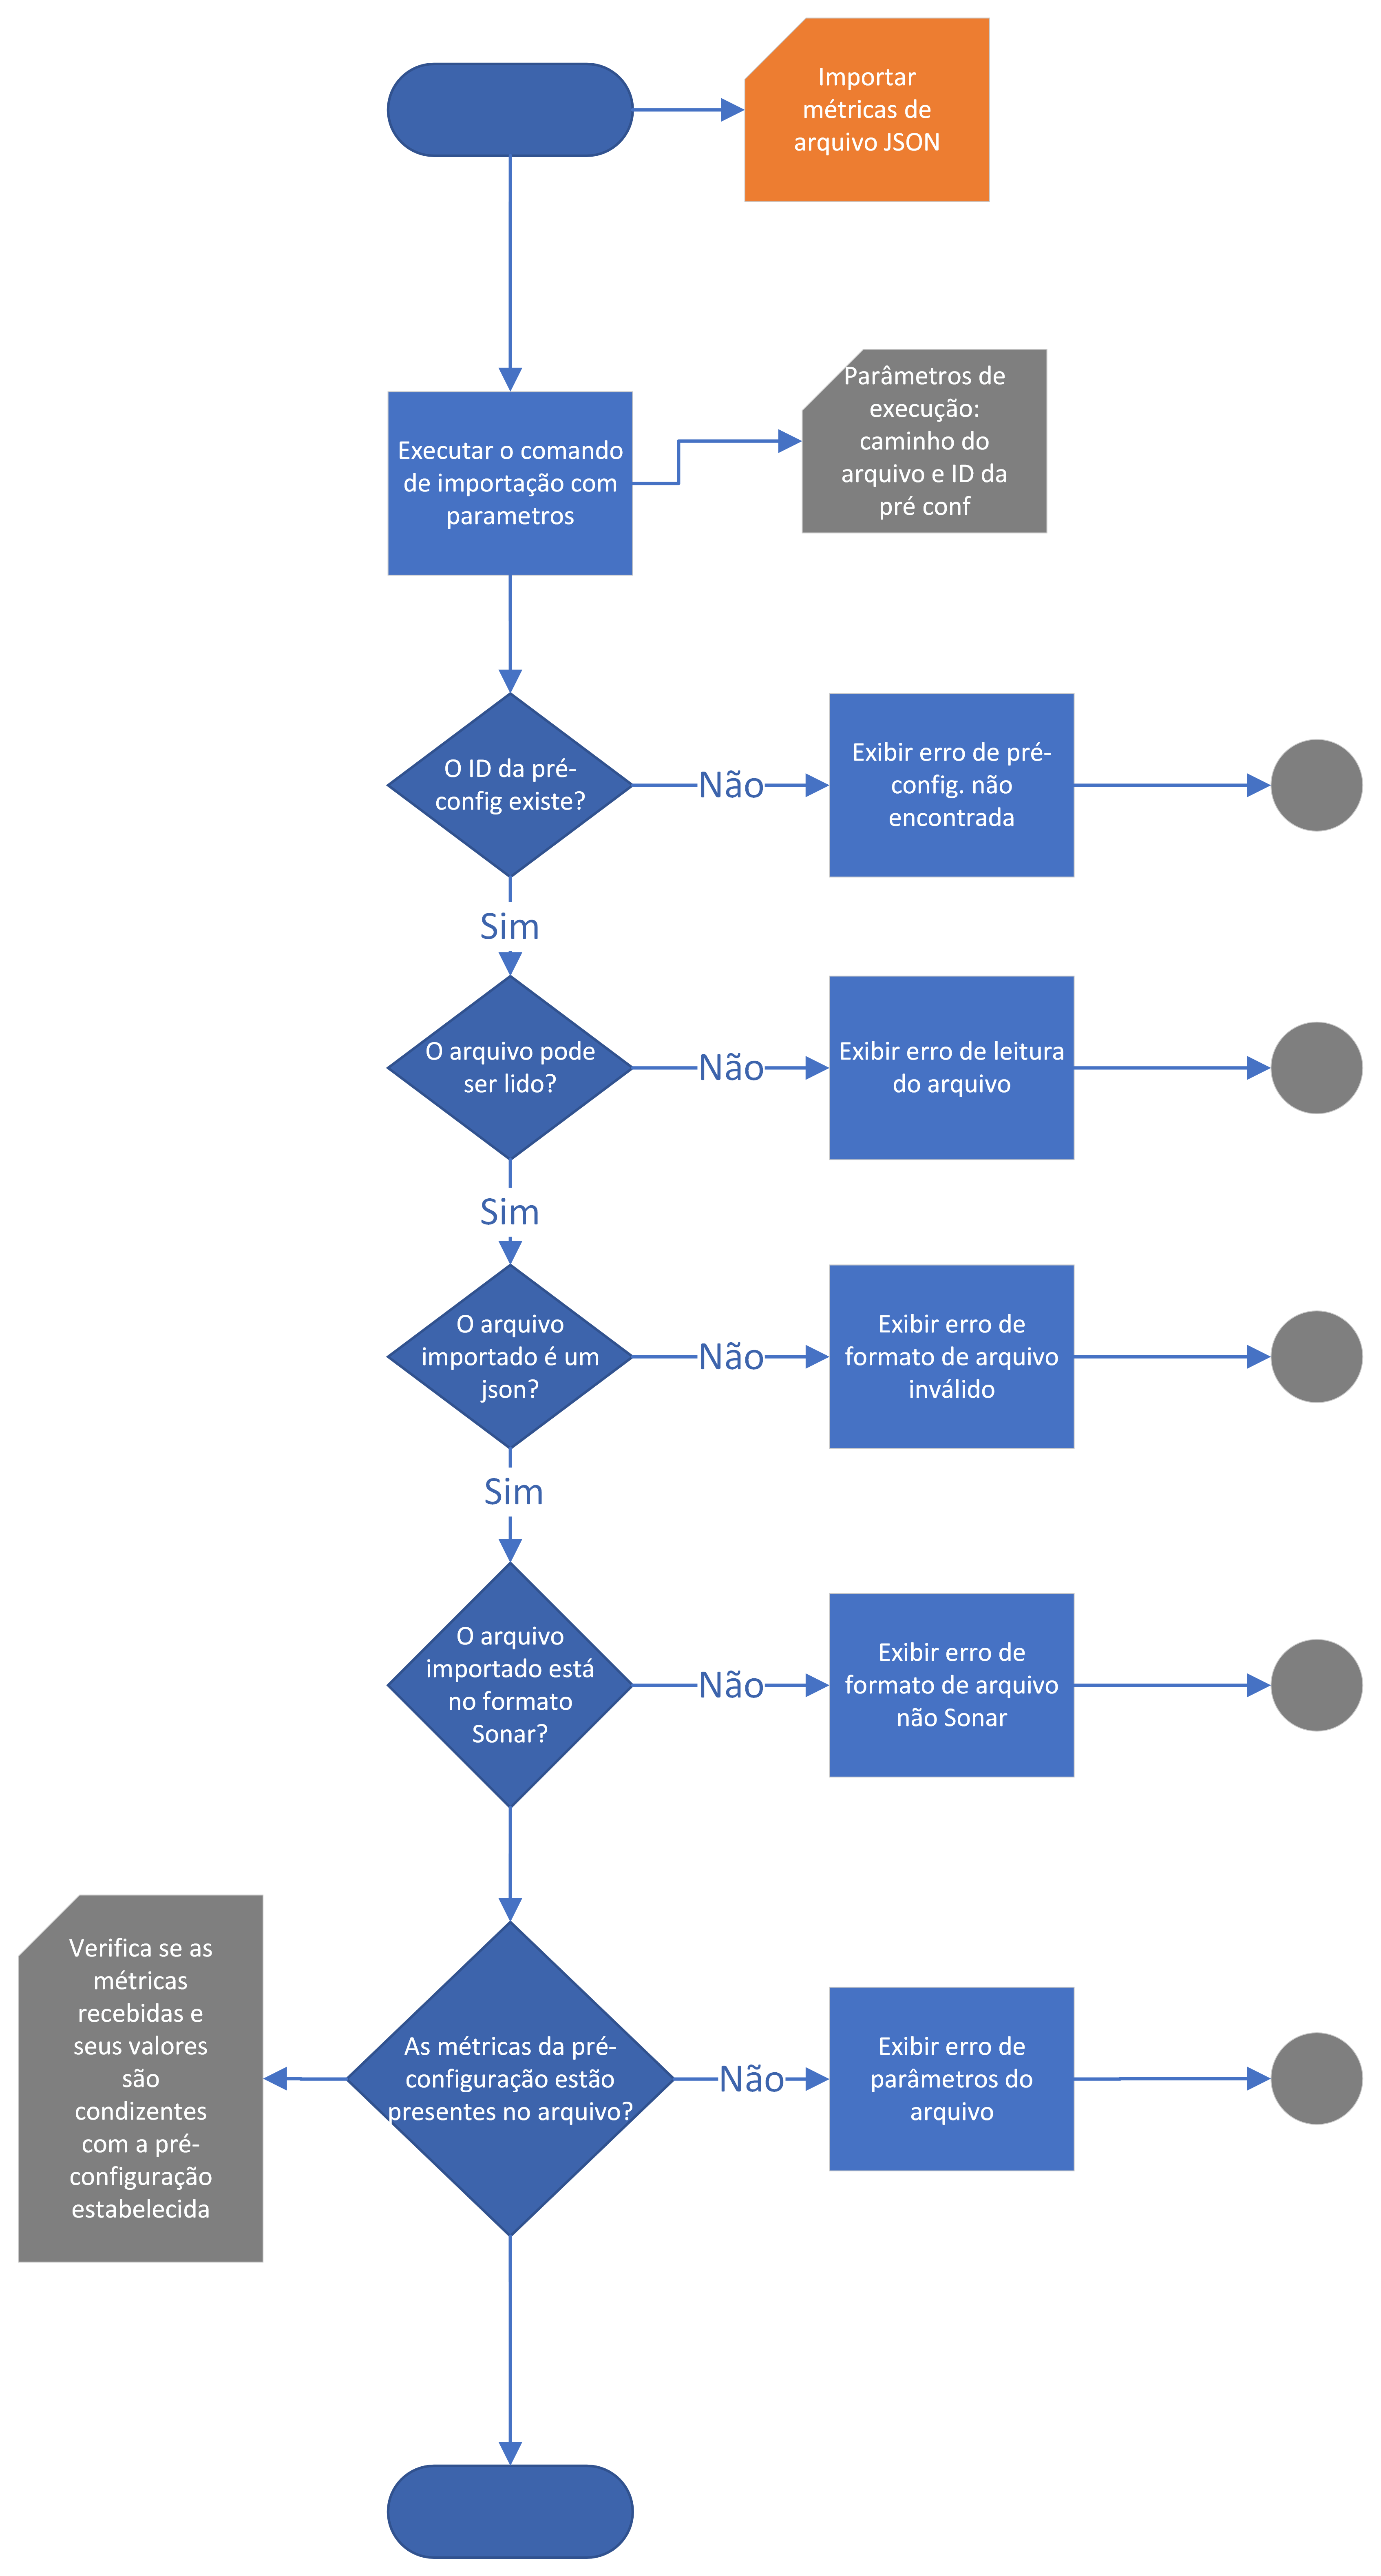 Importar
métricas de
arquivo JSON
Parâmetros de
execução:
caminho do
arquivo e ID da
pré conf
Executar o comando
de importação com
parametros
O ID da pré-
config existe?
Não
Exibir erro de pré-
config. não
encontrada
Sim
O arquivo pode
ser lido?
Não
Exibir erro de leitura
do arquivo
Sim
O arquivo
importado é um
json?
Não
Exibir erro de
formato de arquivo
inválido
Sim
O arquivo
importado está
no formato
Sonar?
Não
Exibir erro de
formato de arquivo
não Sonar
Verifica se as
métricas
recebidas e
seus valores
são
condizentes
com a pré-
configuração
estabelecida
As métricas da pré-
configuração estão
presentes no arquivo?
Não
Exibir erro de
parâmetros do
arquivo